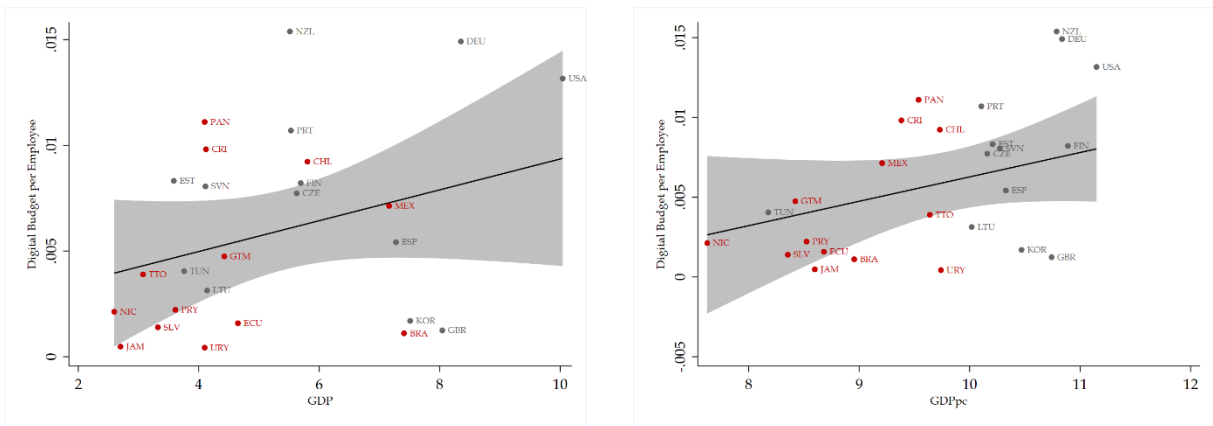 .015
.01
.005
0
Digital Budget per Employee
NZL
DEU
USA
PAN
PRT
CRI
CHL
EST
SVN
FIN
CZE
MEX
ESP
GTM
TUN
TTO
LTU
NIC
PRY
SLV
ECU
KOR
BRA
GBR
JAM
URY
2 4 6 8 10
GDP
.015
.01
.005
0
-.005
Digital Budget per Employee
NZL
DEU
USA
PAN
PRT
CRI
CHL
EST
SVN
FIN
CZE
MEX
ESP
GTM
TUN
TTO
LTU
NIC
PRY
SLV
ECU
KOR
BRA
GBR
JAM
URY
8 9 10 11 12
GDPpc